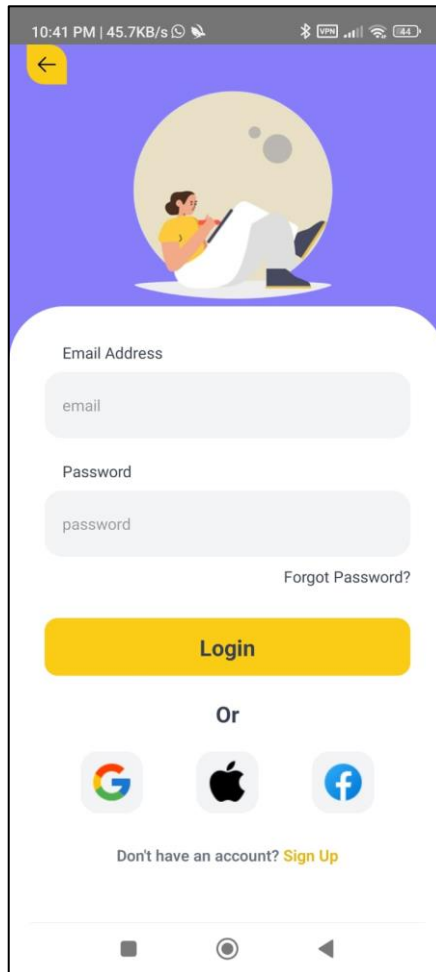 10:41 PM | 45.7KB/s VPN 44
Email Address
email
Password
password
Forgot Password?
Login
Or
Don't have an account? Sign Up